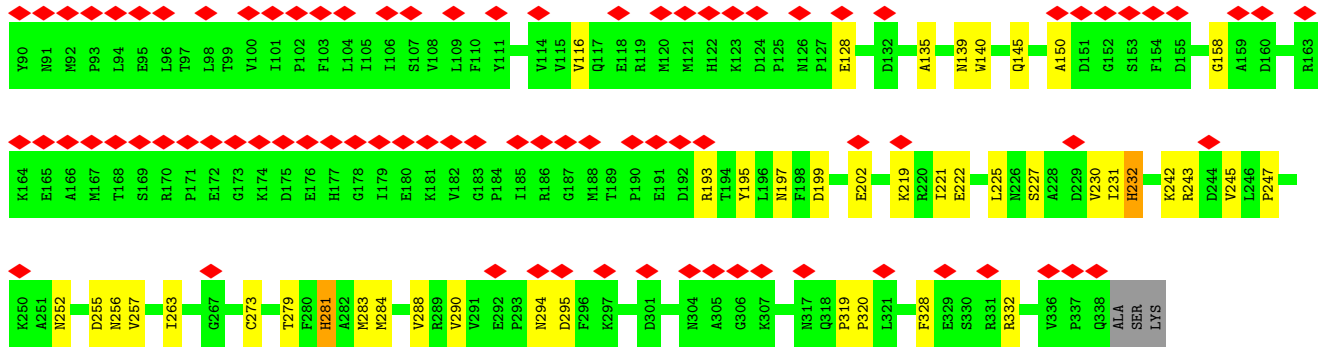 Y90 N91 M92 P93 L94 E95 L96 T97 L98 T99 V100 I101 P102 F103 L104 I105 I106 S107 V108 L109 F110 Y111 V114 V115 V116 Q117 E118 R119 M120 M121 H122 K123 D124 P125 N126 P127 E128 D132 A135 N139 W140 Q145 A150 D151 G152 S153 F154 D155 G158 A159 D160 R163
K164 E165 A166 M167 T168 S169 R170 P171 E172 G173 K174 D175 E176 H177 G178 I179 E180 K181 V182 G183 P184 I185 R186 G187 M188 T189 P190 E191 D192 R193 T194 Y195 L196 N197 F198 D199 E202 K219 R220 I221 E222 L225 N226 S227 A228 D229 V230 I231 H232 K242 R243 D244 V245 L246 P247
K250 A251 N252 D255 N256 V257 I263 G267 C273 T279 F280 H281 A282 M283 M284 V288 R289 V290 V291 E292 P293 N294 D295 F296 K297 D301 N304 A305 G306 K307 N317 Q318 P319 P320 L321 F328 E329 S330 R331 R332 V336 P337 Q338 ALA SER LYS